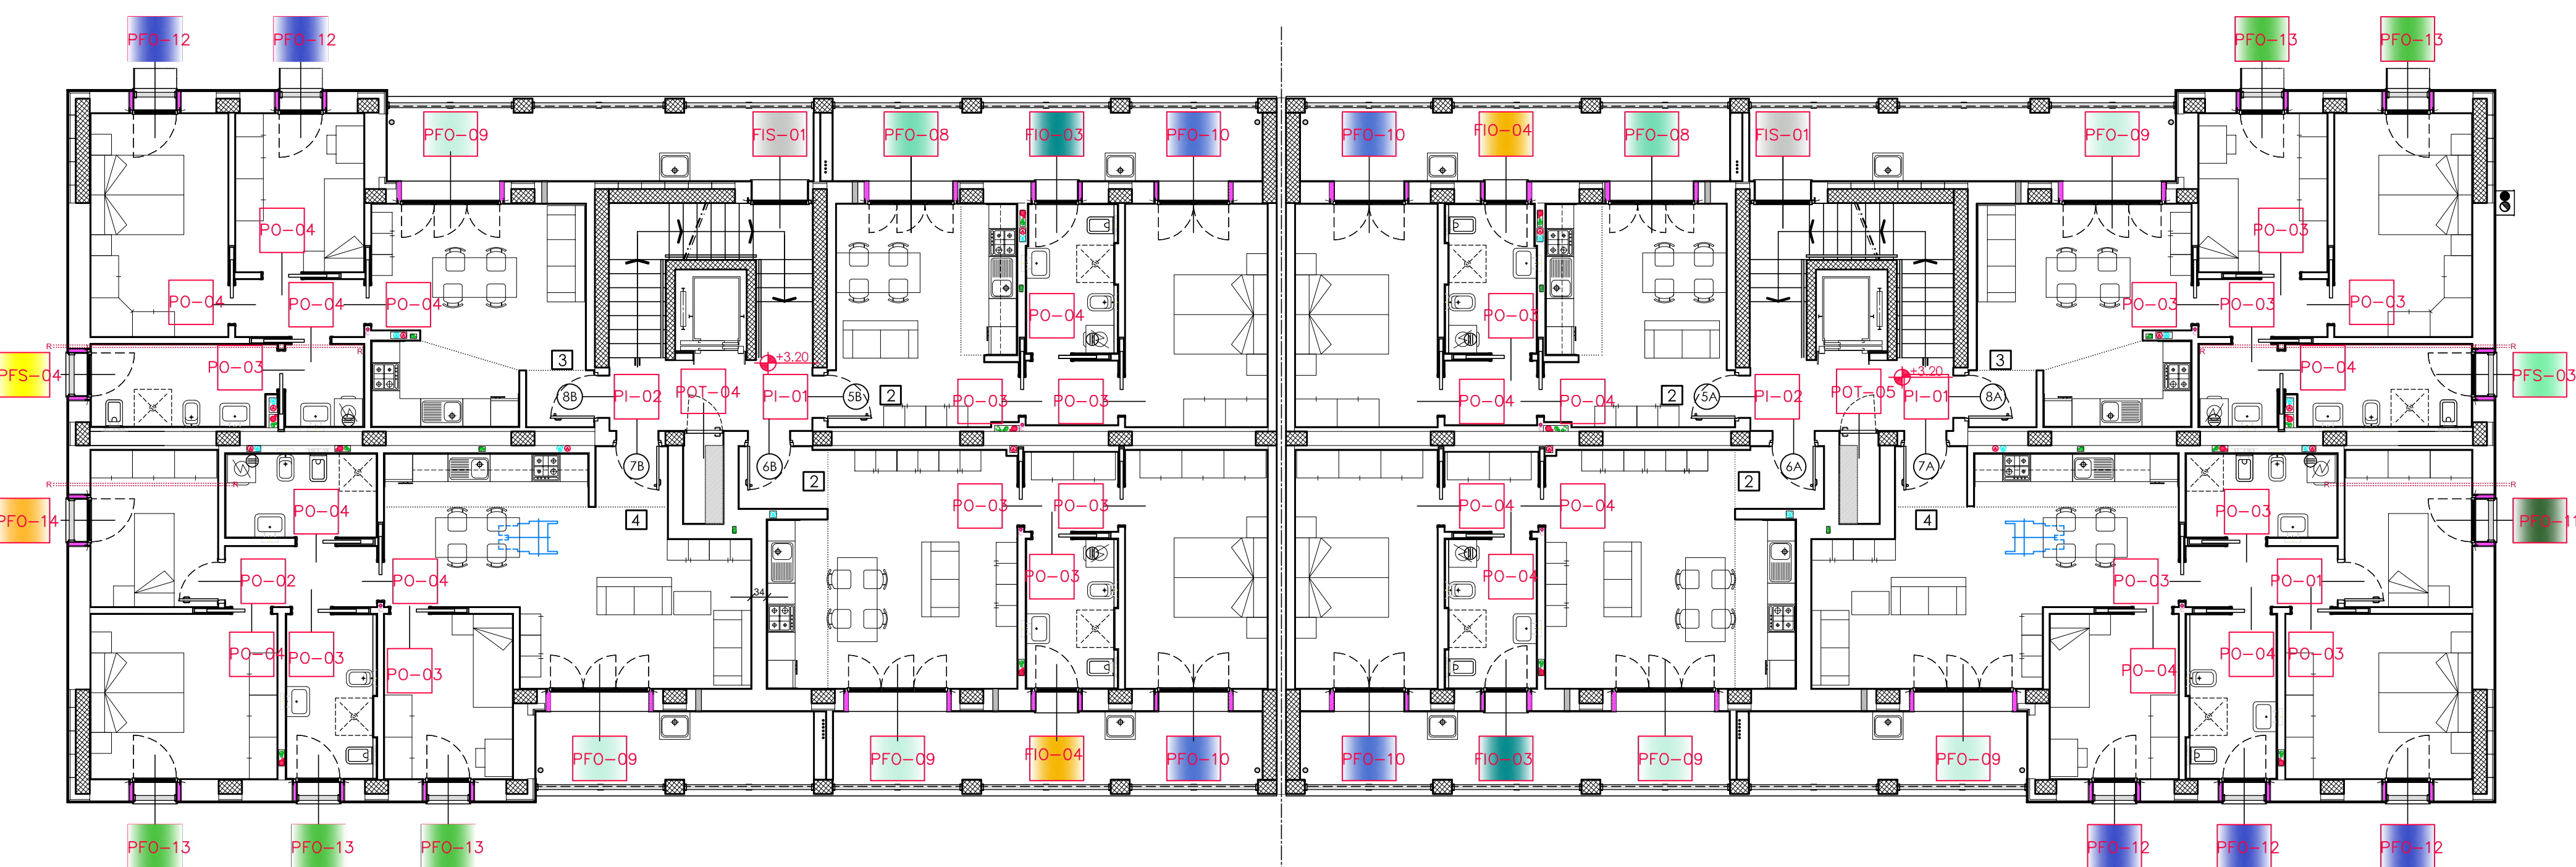 PFO-12 PFO-12 PFO-13 PFO-13
PFO-09 FIS-01 PFO-08 FIO-03 PFO-10 PFO-10 FIO-04 PFO-08 FIS-01 PFO-09
PO-04 PO-03
PO-04 PO-04 PO-04 PO-04 PO-03 PO-03 PO-03 PO-03
R R R R
+3.20 +3.20
3 3
PFS-04 PO-03 PO-04 PFS-03
8B PI-02 POT-04 PI-01 5B 2 PO-03 PO-03 PO-04 PO-04 2 5A PI-02 POT-05 PI-01 8A
7B 6B 6A 7A
2 2
R R R R
PFO-14 PO-04 4 PO-03 PO-03 PO-04 PO-04 4 PO-03 PFO-11
PO-02 PO-04 PO-03 PO-04 PO-03 PO-01
34
PO-04 PO-03 PO-03 PO-04 PO-04 PO-03
PFO-09 PFO-09 FIO-04 PFO-10 PFO-10 FIO-03 PFO-09 PFO-09
PFO-13 PFO-13 PFO-13 PFO-12 PFO-12 PFO-12